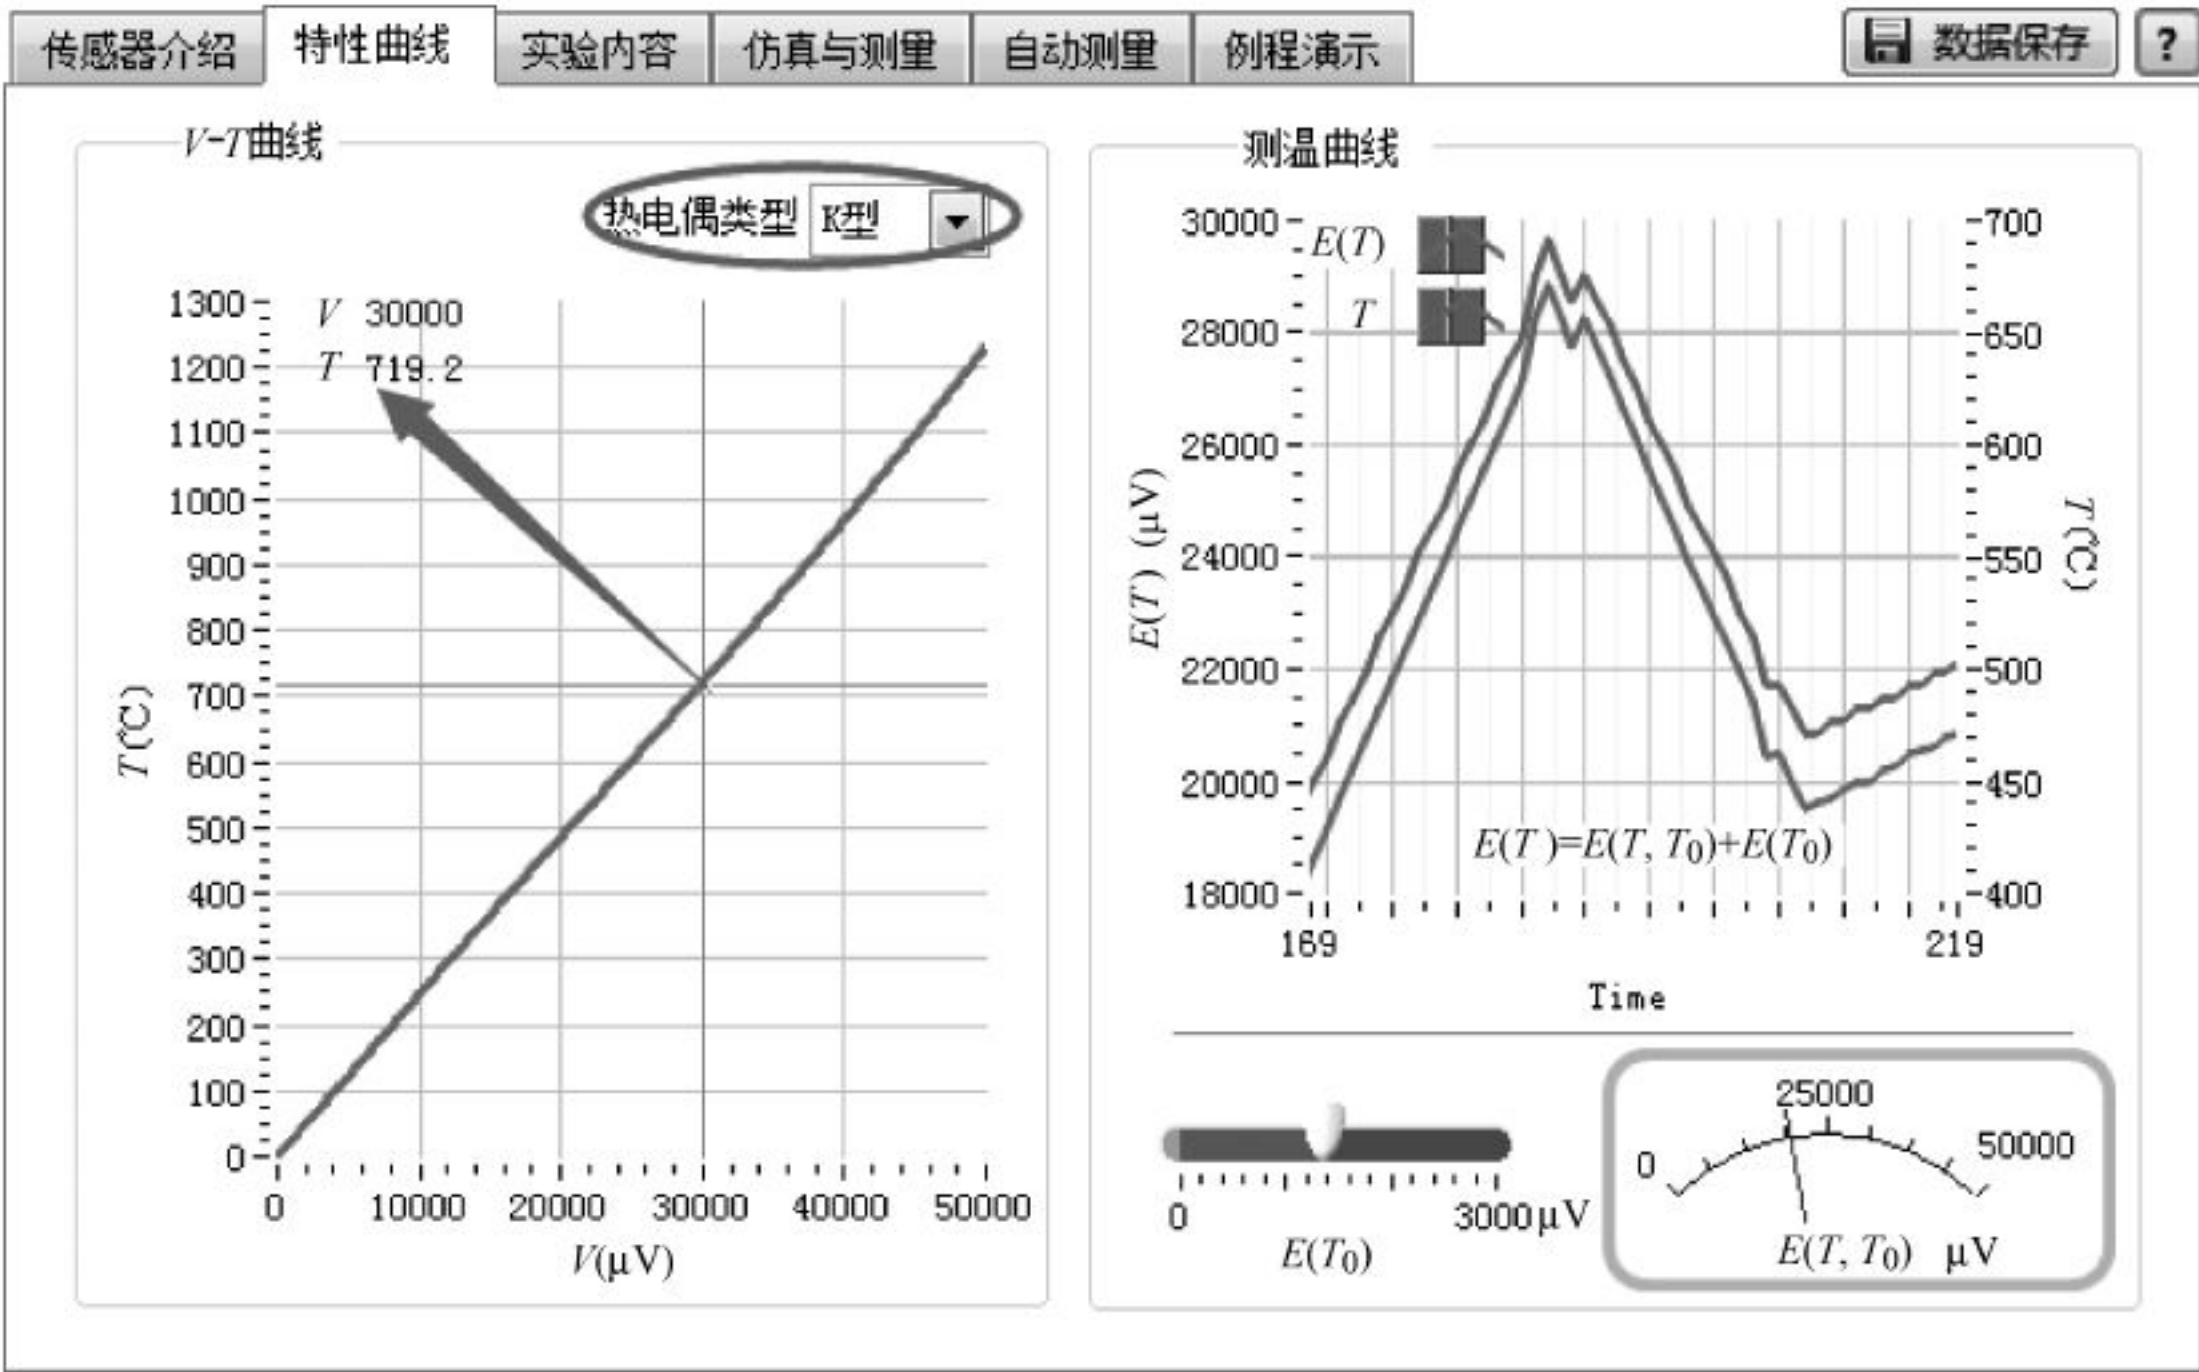 传感器介绍 特性曲线 实验内容 仿真与测量 自动测量 例程演示 数据保存 ?
V-T曲线
热电偶类型 K型
V 30000
T 719.2
1300
1200
1100
1000
900
800
700
600
500
400
300
200
100
0
T(℃)
0 10000 20000 30000 40000 50000
V(μV)
测温曲线
E(T)
T
30000
28000
26000
24000
22000
20000
18000
E(T) (μV)
700
650
600
550
500
450
400
T(℃)
E(T)=E(T, T₀)+E(T₀)
169 219
Time
0 3000μV
E(T₀)
0 25000 50000
E(T, T₀) μV